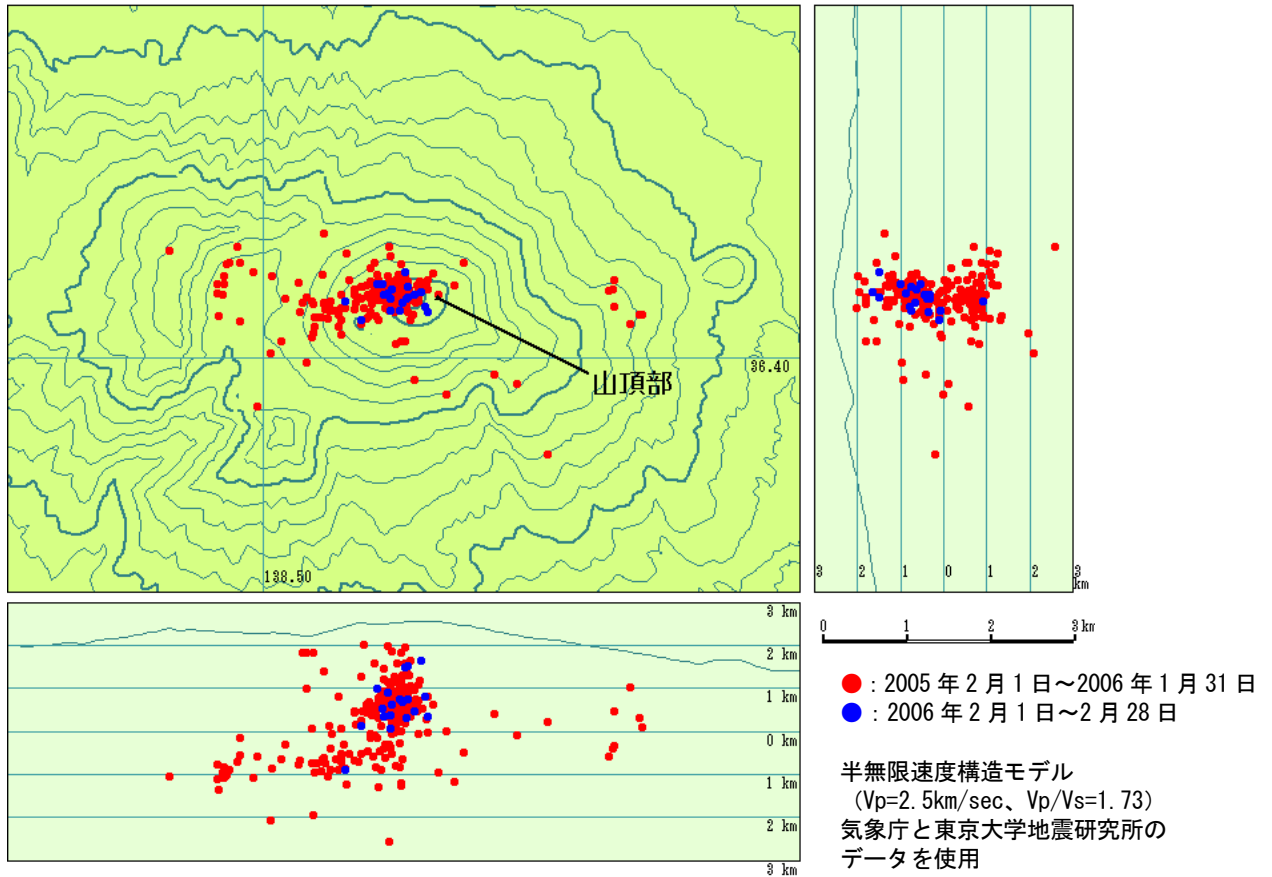 山頂部
36.40
138.50
3 2 1 0 1 2 3
km
3 km
2 km
1 km
0 km
1 km
2 km
3 km
0 1 2 3 km
：2005 年 2 月 1 日～2006 年 1 月 31 日
：2006 年 2 月 1 日～2 月 28 日
半無限速度構造モデル
（Vp=2.5km/sec、Vp/Vs=1.73）
気象庁と東京大学地震研究所の
データを使用